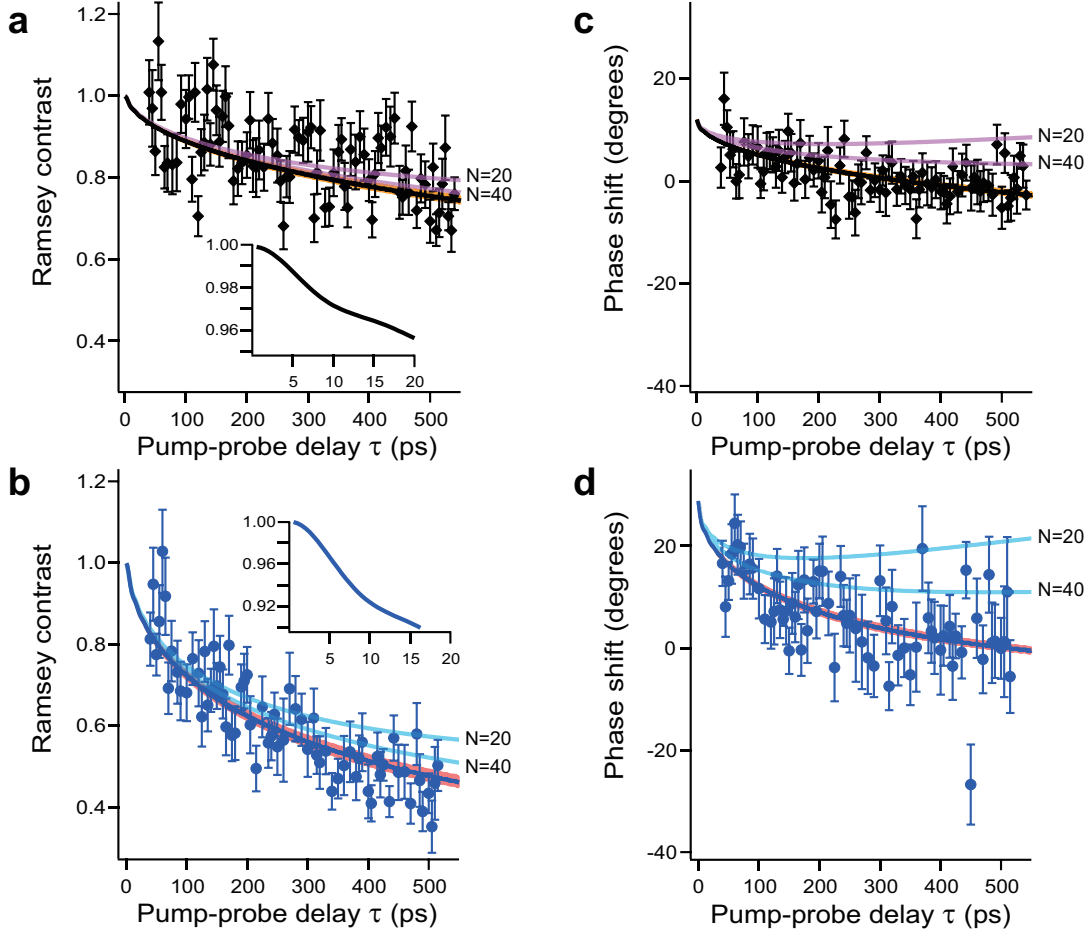 a
1.2
1.0
0.8
0.6
0.4
Ramsey contrast
N=20
N=40
1.00
0.98
0.96
5 10 15 20
0 100 200 300 400 500
Pump-probe delay τ (ps)
c
20
0
-20
-40
Phase shift (degrees)
N=20
N=40
0 100 200 300 400 500
Pump-probe delay τ (ps)
b
1.2
1.0
0.8
0.6
0.4
Ramsey contrast
1.00
0.96
0.92
0 5 10 15 20
N=20
N=40
0 100 200 300 400 500
Pump-probe delay τ (ps)
d
20
0
-20
-40
Phase shift (degrees)
N=20
N=40
0 100 200 300 400 500
Pump-probe delay τ (ps)